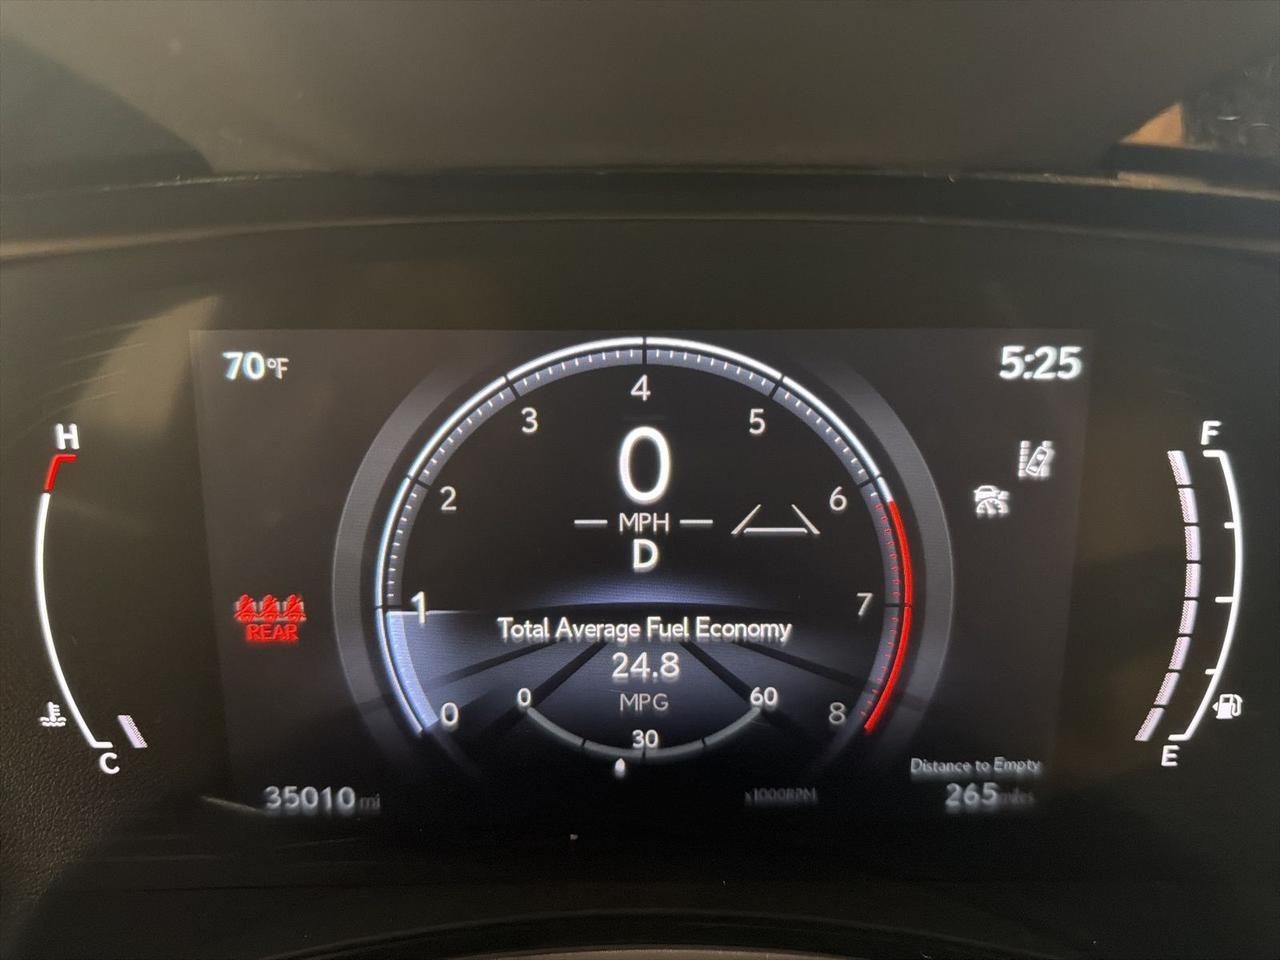 70°F
5:25
H
F
4
3
5
0
2
6
MPH
D
1
7
REAR
Total Average Fuel Economy
24.8
0
60
MPG
0
8
30
E
C
Distance to Empty
35010 mi
x1000RPM
265 miles